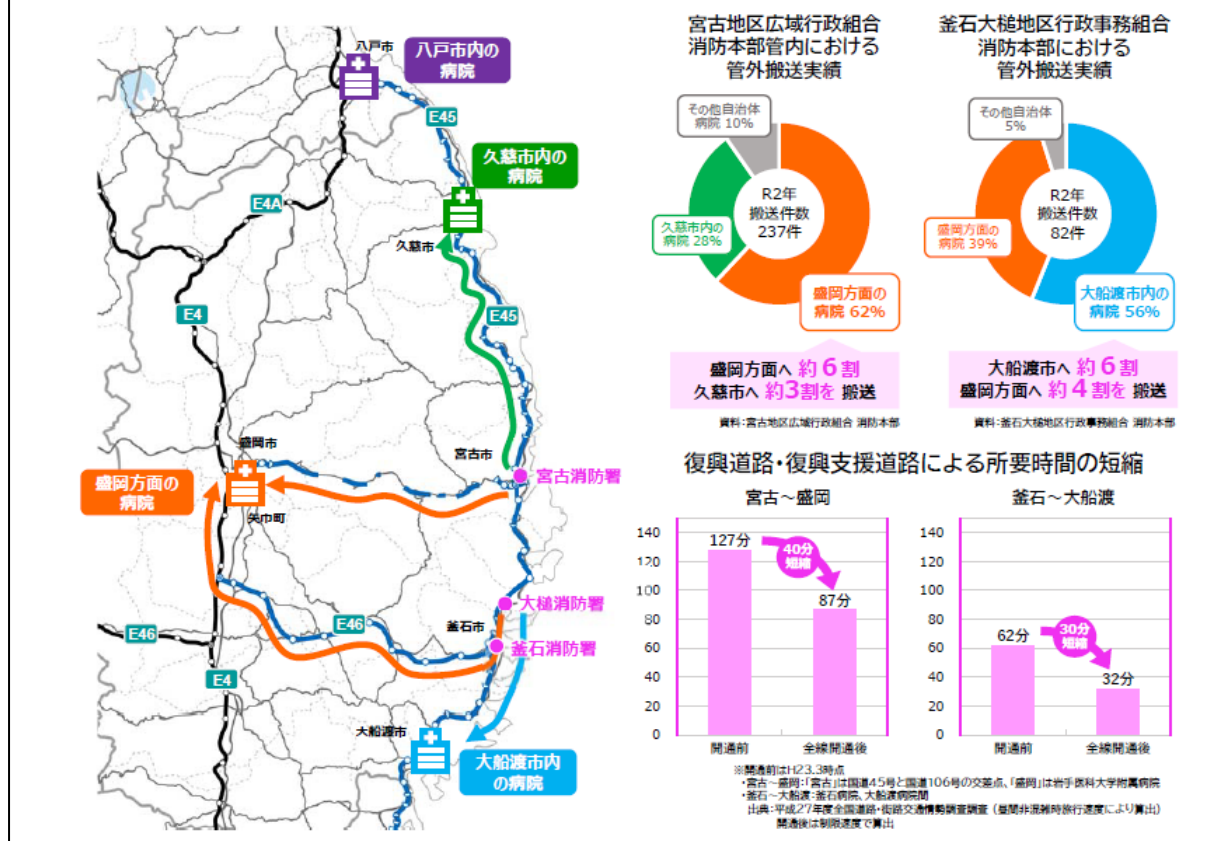 八戸市
八戸市内の
病院
E45
久慈市内の
病院
E4A
久慈市
E4
E45
盛岡市
宮古市
宮古消防署
盛岡方面の
病院
矢巾町
大槌消防署
E46
釜石市
E46
釜石消防署
E4
大船渡市
大船渡市内
の病院
宮古地区広域行政組合
消防本部管内における
管外搬送実績
その他自治体
病院 10%
R2年
搬送件数
237件
久慈市内の
病院 28%
盛岡方面の
病院 62%
盛岡方面へ 約6割
久慈市へ 約3割を 搬送
資料:宮古地区広域行政組合 消防本部
釜石大槌地区行政事務組合
消防本部における
管外搬送実績
その他自治体
5%
R2年
搬送件数
82件
盛岡方面の
病院 39%
大船渡市内の
病院 56%
大船渡市へ 約6割
盛岡方面へ 約4割を 搬送
資料:釜石大槌地区行政事務組合 消防本部
復興道路・復興支援道路による所要時間の短縮
宮古~盛岡
140
120
100
80
60
40
20
0
127分
40分
短縮
87分
開通前
全線開通後
釜石~大船渡
140
120
100
80
60
40
20
0
62分
30分
短縮
32分
開通前
全線開通後
※開通前はH23.3時点
・宮古~盛岡:「宮古」は国道45号と国道106号の交差点、「盛岡」は岩手医科大学附属病院
・釜石~大船渡:釜石病院、大船渡病院間
出典:平成27年度全国道路・街路交通情勢調査調査(昼間非混雑時旅行速度により算出)
開通後は制限速度で算出